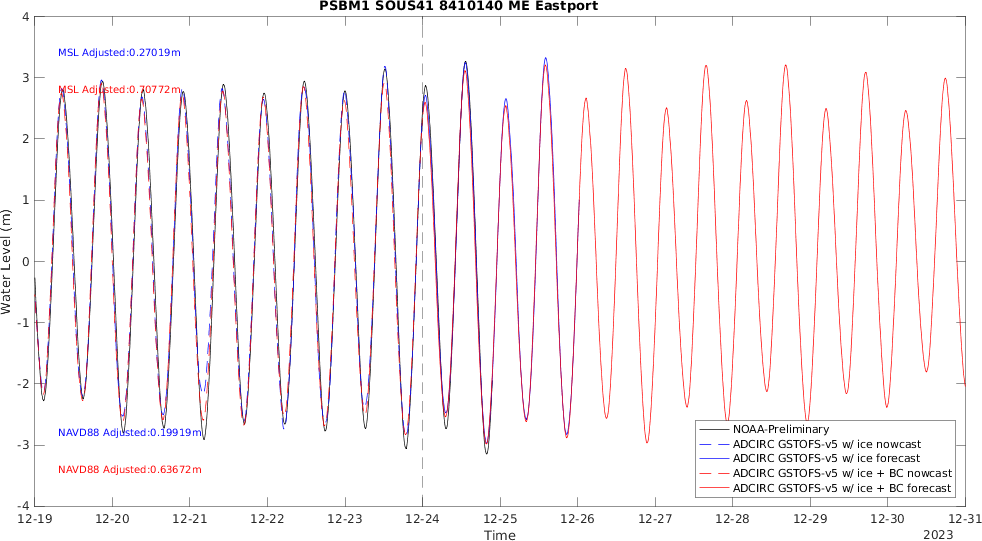 PSBM1 SOUS41 8410140 ME Eastport
4
3
2
1
0
-1
-2
-3
-4
Water Level (m)
MSL Adjusted:0.27019m
MSL Adjusted:0.70772m
NAVD88 Adjusted:0.19919m
NAVD88 Adjusted:0.63672m
NOAA-Preliminary
ADCIRC GSTOFS-v5 w/ ice nowcast
ADCIRC GSTOFS-v5 w/ ice forecast
ADCIRC GSTOFS-v5 w/ ice + BC nowcast
ADCIRC GSTOFS-v5 w/ ice + BC forecast
12-19 12-20 12-21 12-22 12-23 12-24 12-25 12-26 12-27 12-28 12-29 12-30 12-31
Time
2023